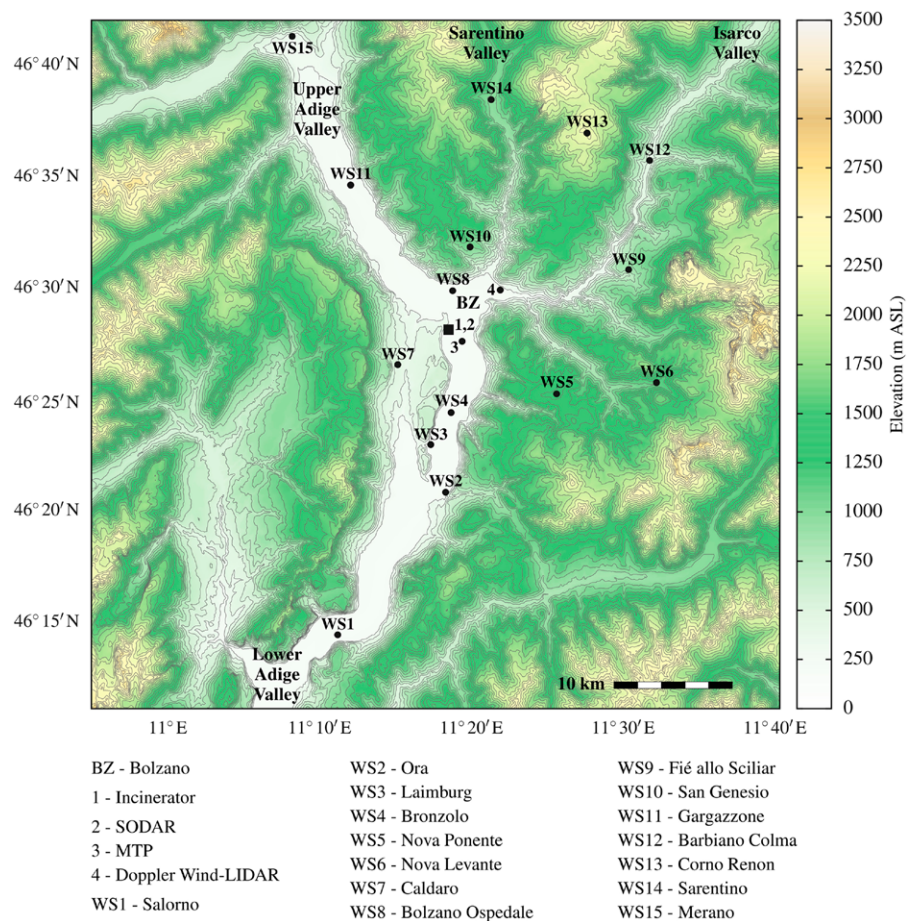 46°40′N
46°35′N
46°30′N
46°25′N
46°20′N
46°15′N
WS15
Sarentino
Valley
Isarco
Valley
Upper
Adige
Valley
WS14
WS13
WS12
WS11
WS10
WS9
WS8
4
BZ
1,2
3
WS7
WS6
WS5
WS4
WS3
WS2
WS1
Lower
Adige
Valley
10 km
11°E
11°10′E
11°20′E
11°30′E
11°40′E
3500
3250
3000
2750
2500
2250
2000
1750
1500
1250
1000
750
500
250
0
Elevation (m ASL)
BZ - Bolzano
1 - Incinerator
2 - SODAR
3 - MTP
4 - Doppler Wind-LIDAR
WS1 - Salorno
WS2 - Ora
WS3 - Laimburg
WS4 - Bronzolo
WS5 - Nova Ponente
WS6 - Nova Levante
WS7 - Caldaro
WS8 - Bolzano Ospedale
WS9 - Fié allo Sciliar
WS10 - San Genesio
WS11 - Gargazzone
WS12 - Barbiano Colma
WS13 - Corno Renon
WS14 - Sarentino
WS15 - Merano